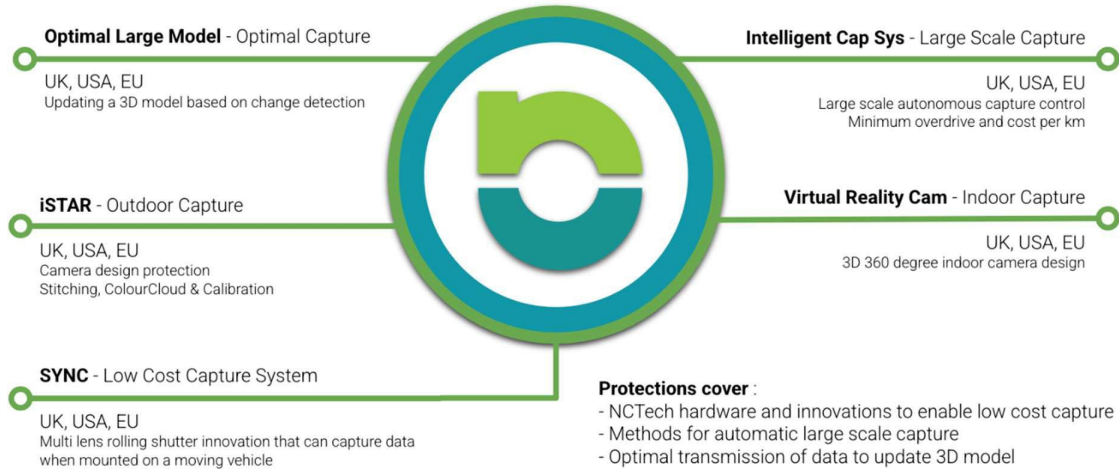 Optimal Large Model - Optimal Capture
UK, USA, EU
Updating a 3D model based on change detection
iSTAR - Outdoor Capture
UK, USA, EU
Camera design protection
Stitching, ColourCloud & Calibration
SYNC - Low Cost Capture System
UK, USA, EU
Multi lens rolling shutter innovation that can capture data
when mounted on a moving vehicle
Intelligent Cap Sys - Large Scale Capture
UK, USA, EU
Large scale autonomous capture control
Minimum overdrive and cost per km
Virtual Reality Cam - Indoor Capture
UK, USA, EU
3D 360 degree indoor camera design
Protections cover :
- NCTech hardware and innovations to enable low cost capture
- Methods for automatic large scale capture
- Optimal transmission of data to update 3D model